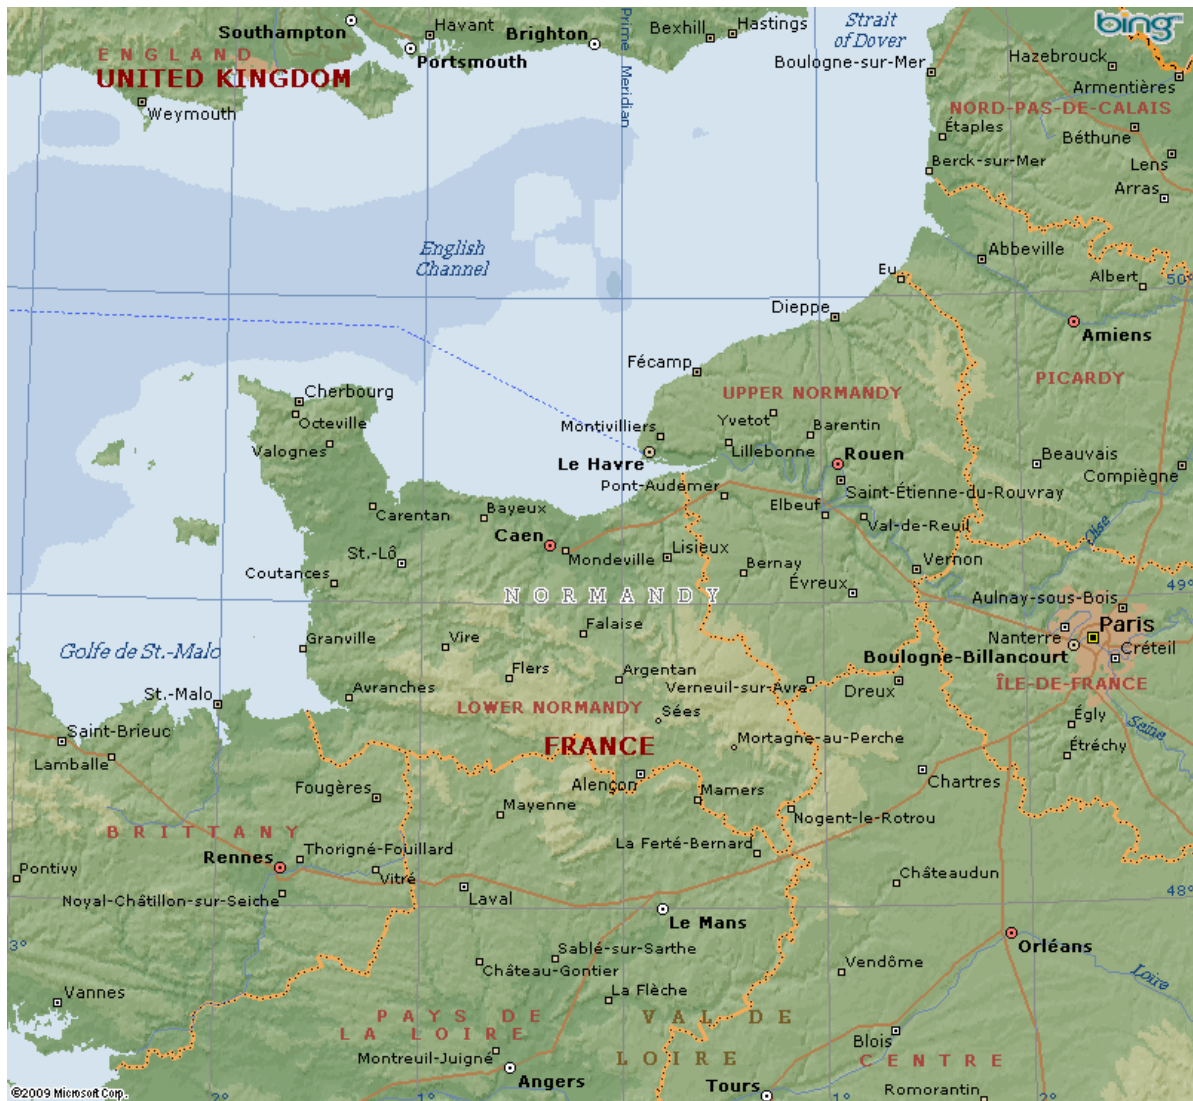 Southampton
Havant
Brighton
Bexhill
Hastings
Strait
of Dover
bing
ENGLAND
UNITED KINGDOM
Portsmouth
Prime Meridian
Boulogne-sur-Mer
Hazebrouck
Armentières
Weymouth
NORD-PAS-DE-CALAIS
Étaples
Béthune
Berck-sur-Mer
Lens
Arras
English
Channel
Abbeville
Eu
Albert
50°
Dieppe
Amiens
Fécamp
PICARDY
UPPER NORMANDY
Cherbourg
Octeville
Valognes
Montivilliers
Yvetot
Barentin
Lillebonne
Le Havre
Rouen
Beauvais
Compiègne
Pont-Audemer
Saint-Étienne-du-Rouvray
Carentan
Bayeux
Elbeuf
Val-de-Reuil
Oise
Caen
St.-Lô
Mondeville
Lisieux
Bernay
Vernon
Coutances
Évreux
49°
NORMANDY
Aulnay-sous-Bois
Falaise
Paris
Granville
Vire
Nanterre
Créteil
Golfe de St.-Malo
Boulogne-Billancourt
Flers
Argentan
St.-Malo
Avranches
Verneuil-sur-Avre
Dreux
ÎLE-DE-FRANCE
LOWER NORMANDY
Sées
Égly
Seine
Saint-Brieuc
FRANCE
Mortagne-au-Perche
Étréchy
Lamballe
Alençon
Chartres
Fougères
Mamers
Mayenne
Nogent-le-Rotrou
BRITTANY
La Ferté-Bernard
Rennes
Thorigné-Fouillard
Pontivy
Vitré
Châteaudun
Noyal-Châtillon-sur-Seiche
Laval
48°
Le Mans
3°
Orléans
Sablé-sur-Sarthe
Château-Gontier
Vendôme
Loire
Vannes
La Flèche
PAYS DE
LA LOIRE
VAL DE
LOIRE
Blois
Montreuil-Juigné
CENTRE
Angers
Tours
Romorantin
©2009 Microsoft Corp.
2°
1°
1°
2°